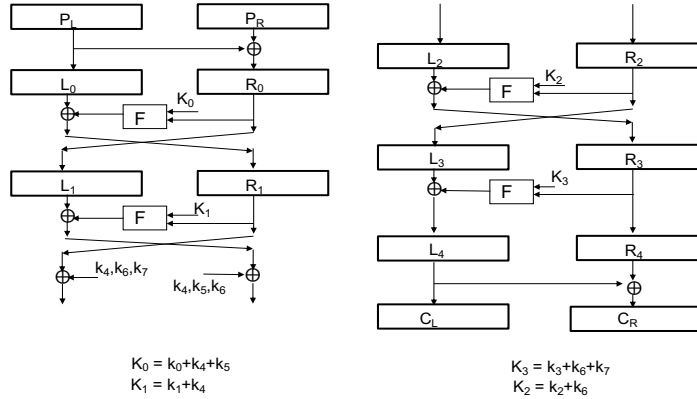 P_L
P_R
L_0
R_0
K_0
F
L_1
R_1
K_1
F
k_4,k_6,k_7
k_4,k_5,k_6
K_0 = k_0+k_4+k_5
K_1 = k_1+k_4
L_2
R_2
K_2
F
L_3
R_3
K_3
F
L_4
R_4
C_L
C_R
K_3 = k_3+k_6+k_7
K_2 = k_2+k_6